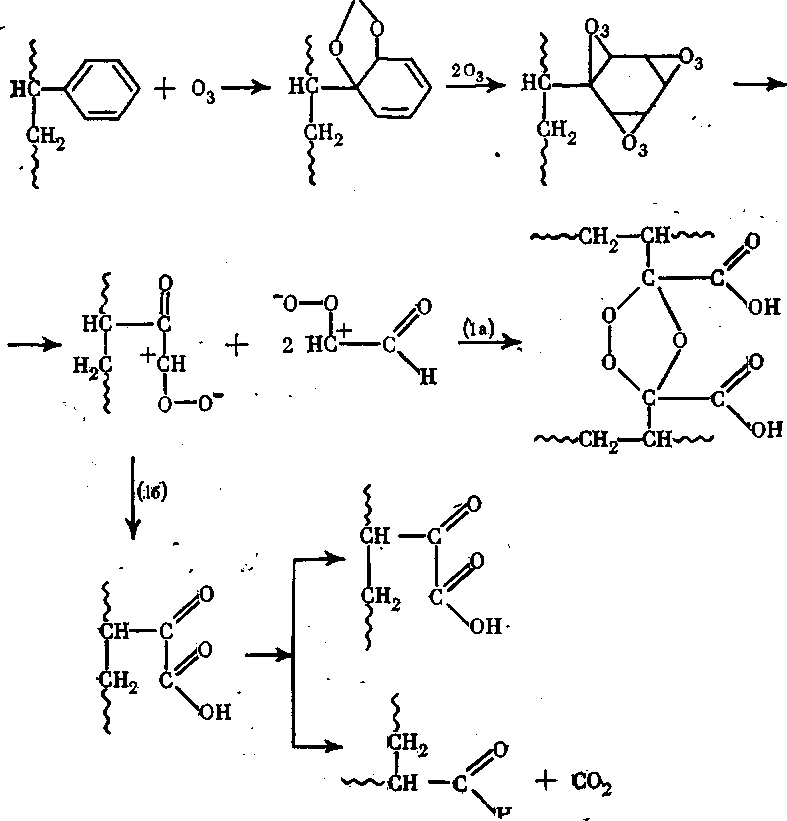 O O O₃ O₃
HC + O₃ → HC 2O₃ → HC →
CH₂ CH₂ CH₂ O₃
CH₂—CH
O O
C—C
OH
→ HC—C + ⁻O—O O (1а) → O O
H₂C + CH 2 HC + —C O O
O—O⁻ H C—C
OH
CH₂—CH
(1б)
O
CH—C
O O
CH—C CH₂ C
O OH
CH₂ C →
OH CH₂ O
CH—C + CO₂
H